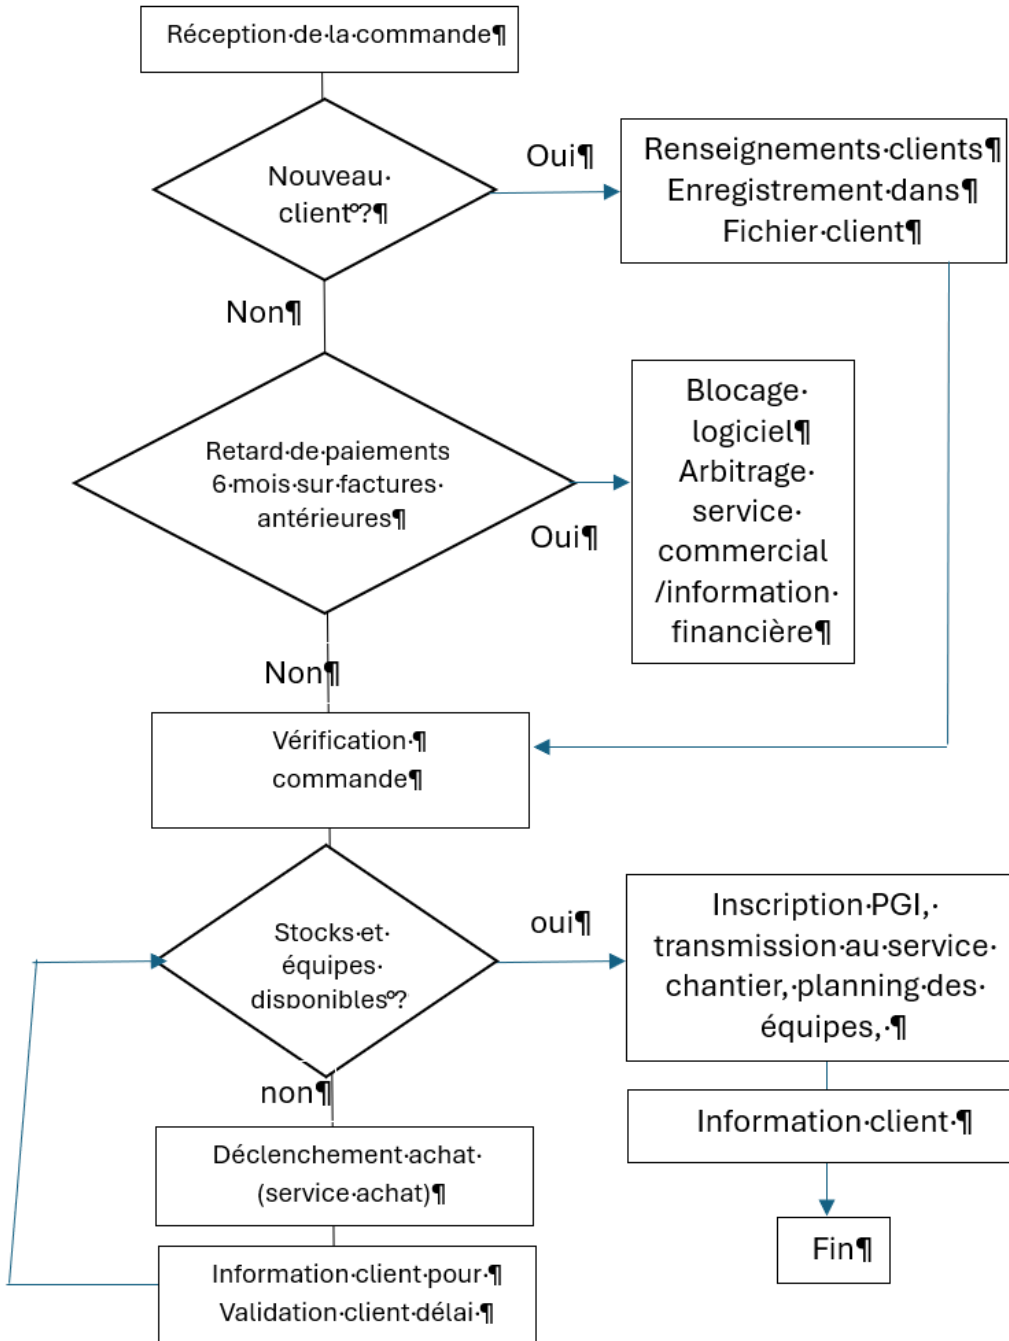 Réception·de·la·commande¶
Nouveau·
client°?¶
Oui¶
Renseignements·clients¶
Enregistrement·dans¶
Fichier·client¶
Non¶
Retard·de·paiements
6·mois·sur·factures·
antérieures¶
Oui¶
Blocage·
logiciel¶
Arbitrage·
service·
commercial
/information·
financière¶
Non¶
Vérification·¶
commande¶
Stocks·et·
équipes·
disponibles°?
oui¶
Inscription·PGI,·
transmission·au·service·
chantier,·planning·des·
équipes,·¶
non¶
Information·client·¶
Déclenchement·achat·
(service·achat)¶
Fin¶
Information·client·pour·¶
Validation·client·délai·¶